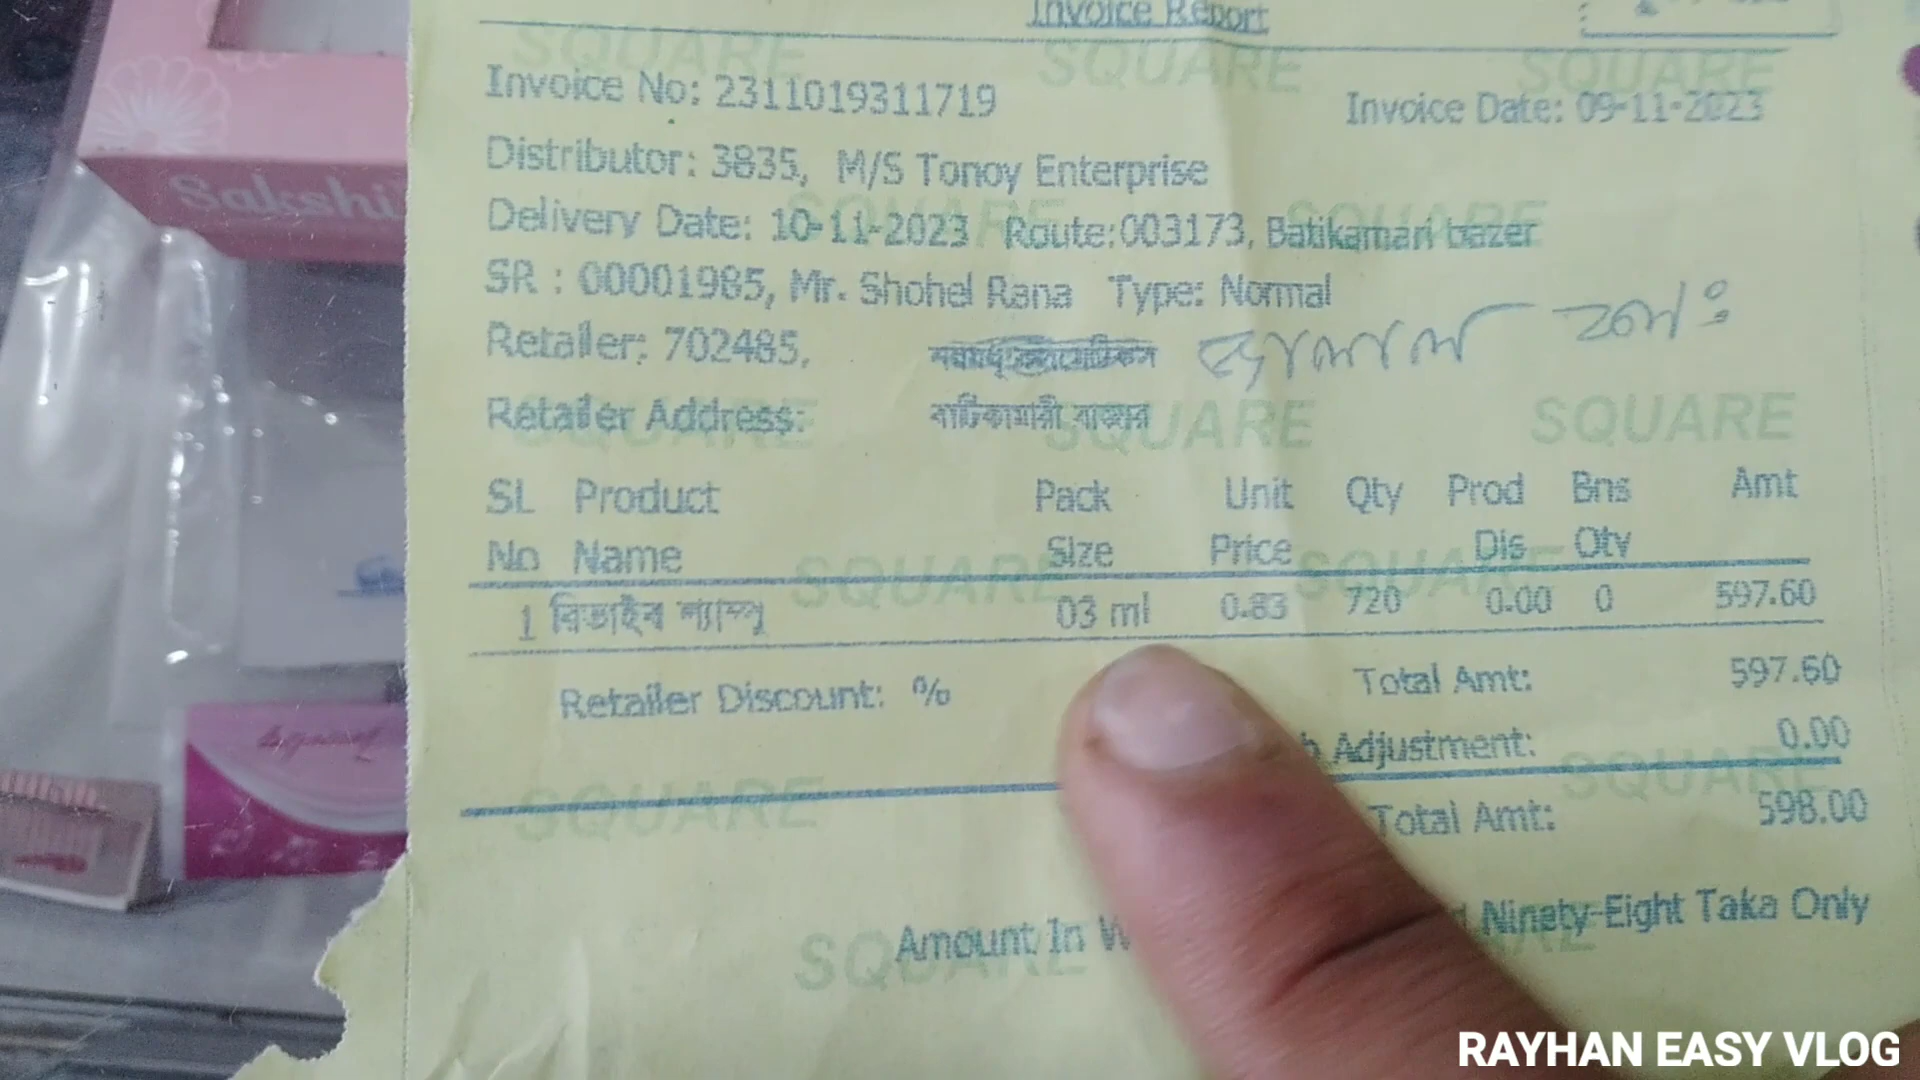 Invoice Report
Invoice No: 2311019311719
Invoice Date: 09-11-2023
Distributor: 3835, M/S Tonoy Enterprise
Delivery Date: 10-11-2023 Route:003173, Batikamari bazer
SR : 00001985, Mr. Shohel Rana Type: Normal
Retailer: 702485,
Retailer Address: বাটিকামারী বাজার
SL Product Pack Unit Qty Prod Bns Amt
No Name Size Price Dis Qty
1 রিভাইব শ্যাম্পু 03 ml 0.83 720 0.00 0 597.60
Retailer Discount: % Total Amt: 597.60
Adjustment: 0.00
Total Amt: 598.00
Amount In Ninety-Eight Taka Only
SQUARE
Sakshi
RAYHAN EASY VLOG